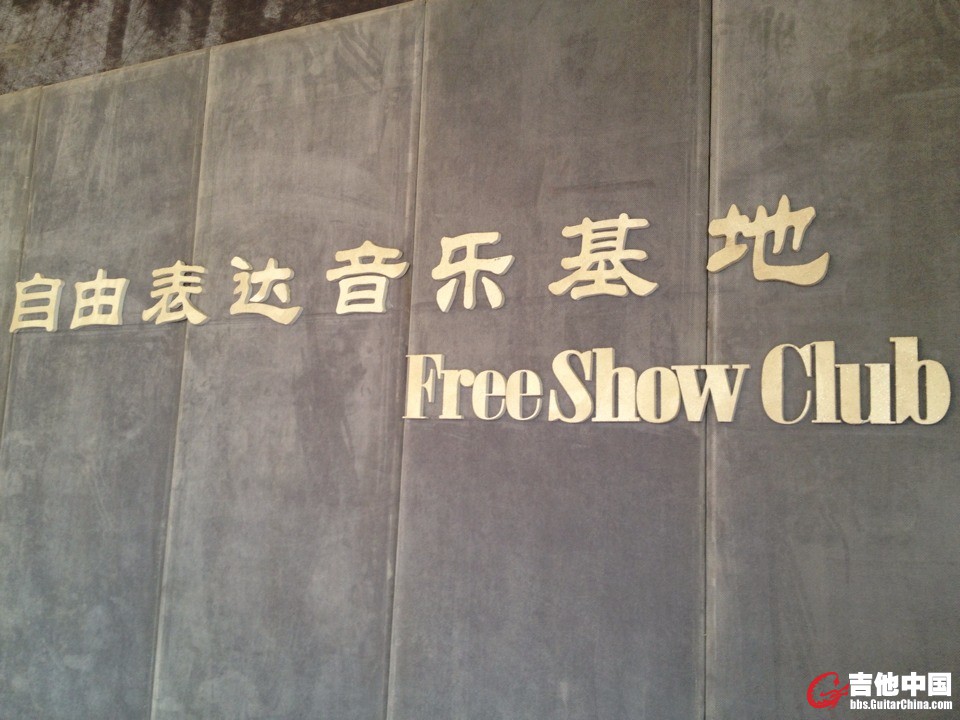 自由表达音乐基地
Free Show Club
吉他中国
bbs.GuitarChina.com